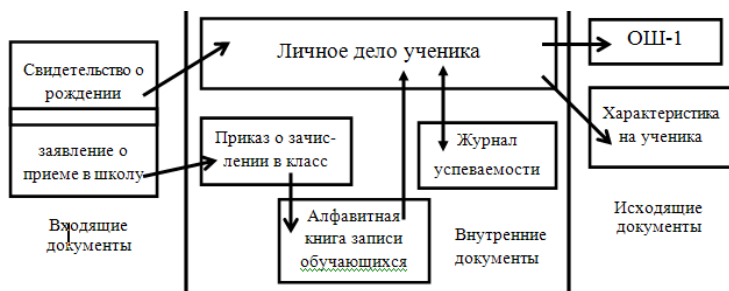 Свидетельство о
рождении
заявление о
приеме в школу
Входящие
документы
Личное дело ученика
Приказ о зачис-
лении в класс
Журнал
успеваемости
Алфавитная
книга записи
обучающихся
Внутренние
документы
ОШ-1
Характеристика
на ученика
Исходящие
документы